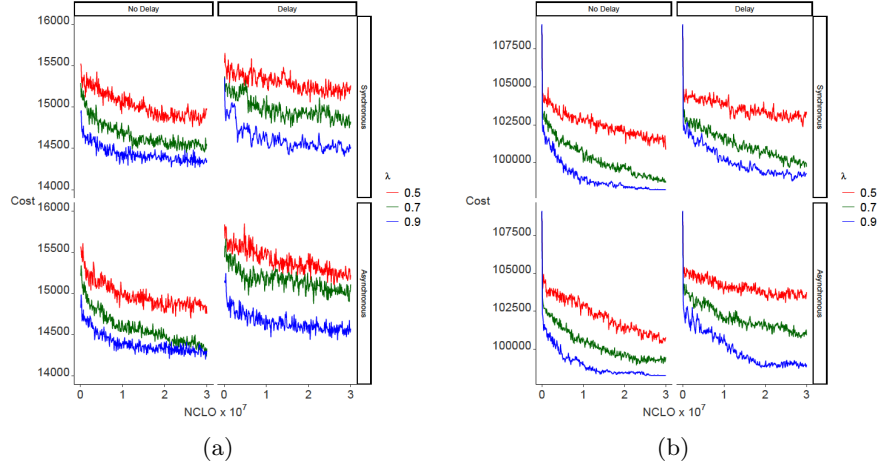 No Delay
Delay
16000
15500
15000
14500
14000
Synchronous
Cost
16000
15500
15000
14500
14000
Asynchronous
0
1
2
3
0
1
2
3
NCLO x 10^7
λ
0.5
0.7
0.9
(a)
No Delay
Delay
107500
105000
102500
100000
Synchronous
Cost
107500
105000
102500
100000
Asynchronous
0
1
2
3
0
1
2
3
NCLO x 10^7
λ
0.5
0.7
0.9
(b)